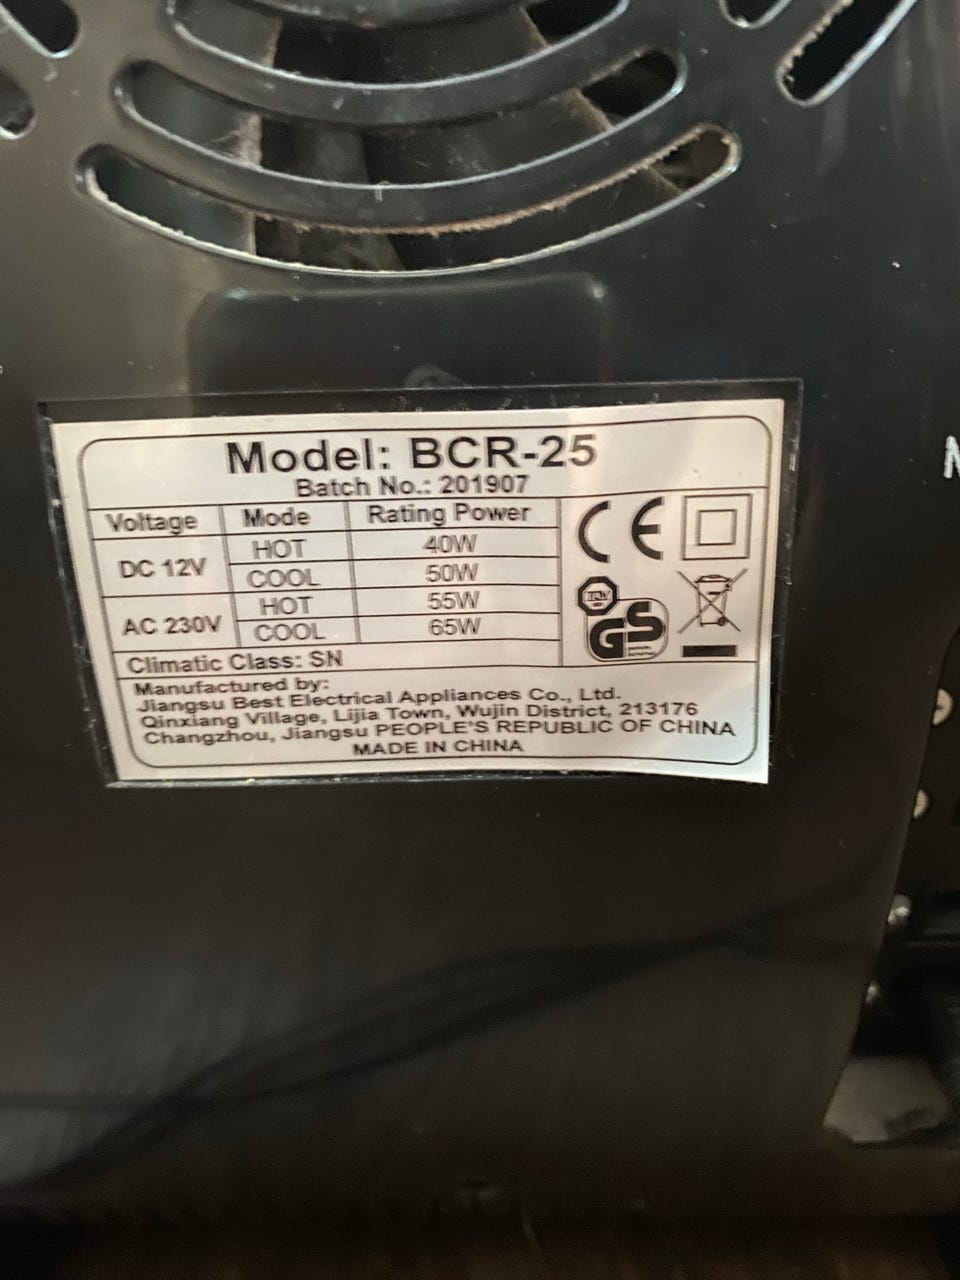 Model: BCR-25
Batch No.: 201907
Voltage Mode Rating Power
DC 12V HOT 40W
COOL 50W
AC 230V HOT 55W
COOL 65W
CE
TÜV
GS
Climatic Class: SN
Manufactured by:
Jiangsu Best Electrical Appliances Co., Ltd.
Qinxiang Village, Lijia Town, Wujin District, 213176
Changzhou, Jiangsu PEOPLE'S REPUBLIC OF CHINA
MADE IN CHINA